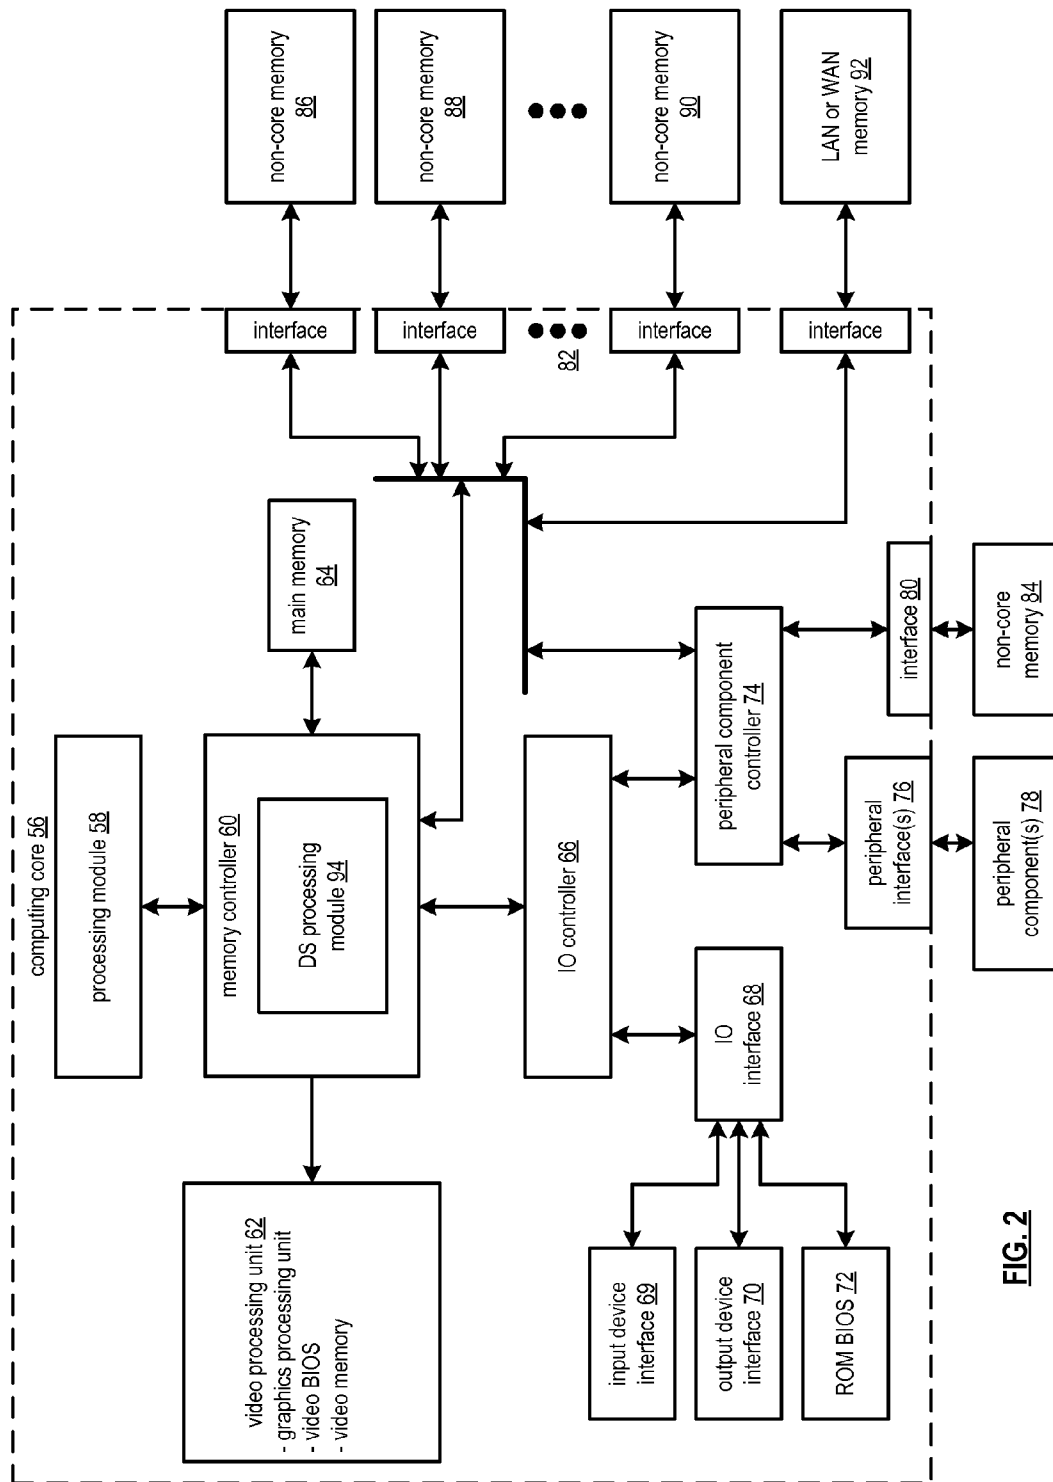 computing core 56
processing module 58
video processing unit 62
- graphics processing unit
- video BIOS
- video memory
memory controller 60
DS processing
module 94
main memory
64
interface
non-core memory
86
interface
non-core memory
88
82
interface
non-core memory
90
interface
LAN or WAN
memory 92
IO controller 66
input device
interface 69
output device
interface 70
ROM BIOS 72
IO
interface 68
peripheral component
controller 74
peripheral
interface(s) 76
interface 80
peripheral
component(s) 78
non-core
memory 84
FIG. 2